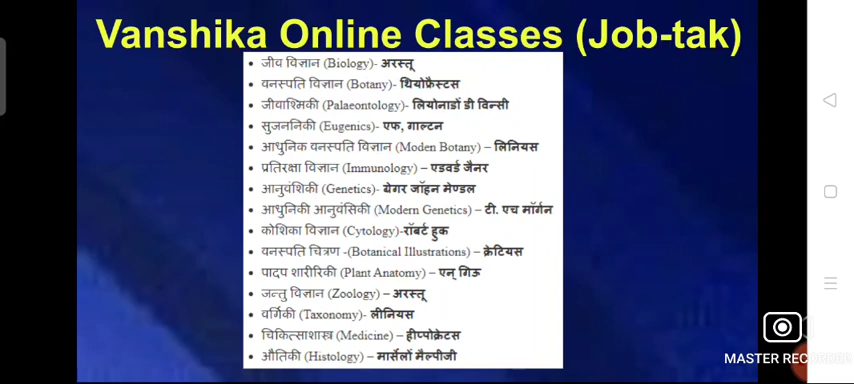 Vanshika Online Classes (Job-tak)
• जीव विज्ञान (Biology)- अरस्तू
• वनस्पति विज्ञान (Botany)- थियोफ्रैस्टस
• जीवाश्मिकी (Palaeontology)- लियोनार्डो डी विन्सी
• सुजननिकी (Eugenics)- एफ, गाल्टन
• आधुनिक वनस्पति विज्ञान (Moden Botany) – लिनियस
• प्रतिरक्षा विज्ञान (Immunology) – एडवर्ड जैनर
• आनुवंशिकी (Genetics)- ग्रेगर जॉहन मेण्डल
• आधुनिकी आनुवंसिकी (Modern Genetics) – टी. एच मॉर्गन
• कोशिका विज्ञान (Cytology)-रॉबर्ट हुक
• वनस्पति चित्रण -(Botanical Illustrations) – क्रेटियस
• पादप शारीरिकी (Plant Anatomy) – एन् गिऊ
• जन्तु विज्ञान (Zoology) – अरस्तू
• वर्गिकी (Taxonomy)- लीनियस
• चिकित्साशास्त्र (Medicine) – हीप्पोक्रेटस
• औतिकी (Histology) – मार्सेलों मैल्पीजी
MASTER RECORDERS